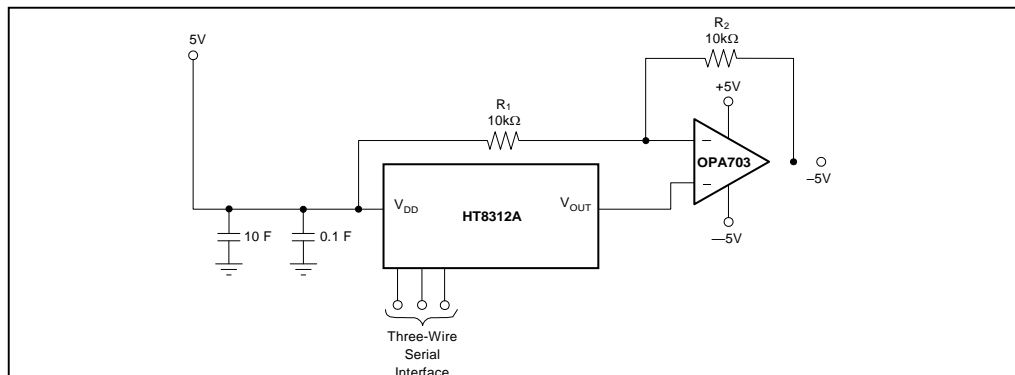 5V
R1
10kΩ
R2
10kΩ
+5V
−
OPA703
−
–5V
—5V
VDD
HT8312A
VOUT
10 F
0.1 F
Three-Wire
Serial
Interface